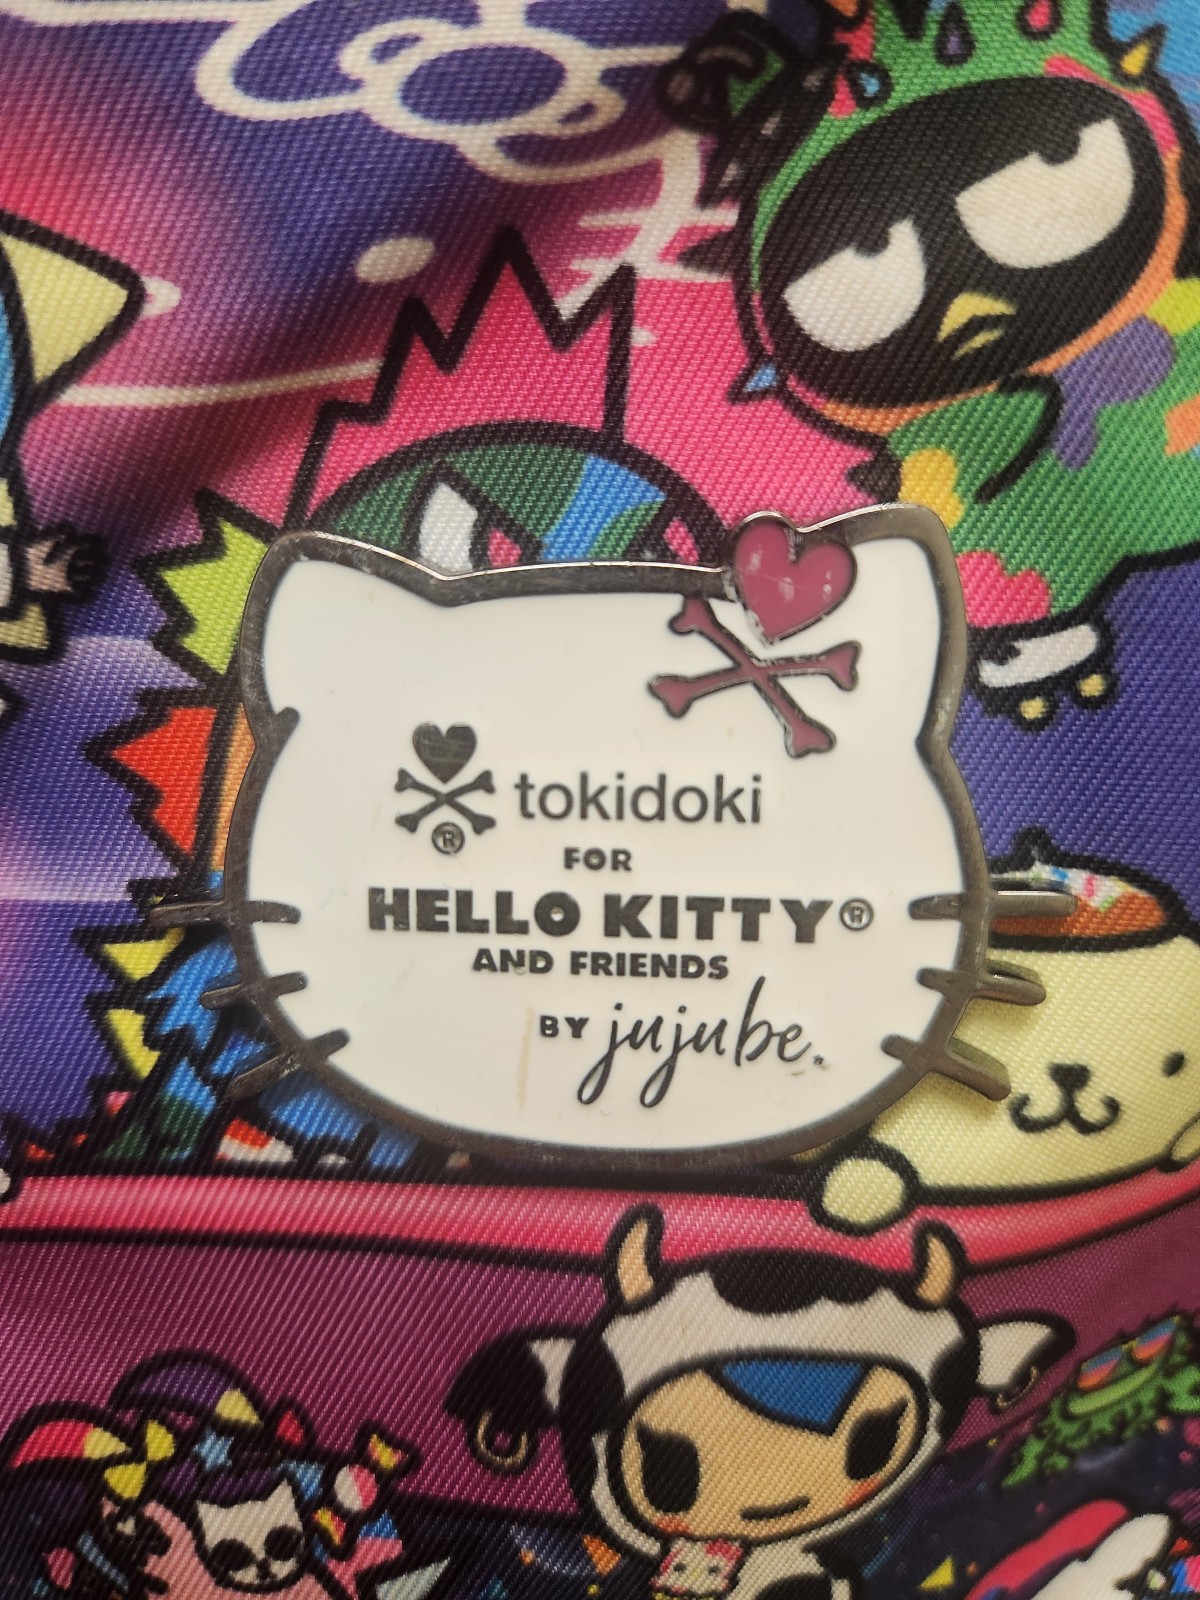 ® tokidoki
FOR
HELLO KITTY®
AND FRIENDS
BY jujube.